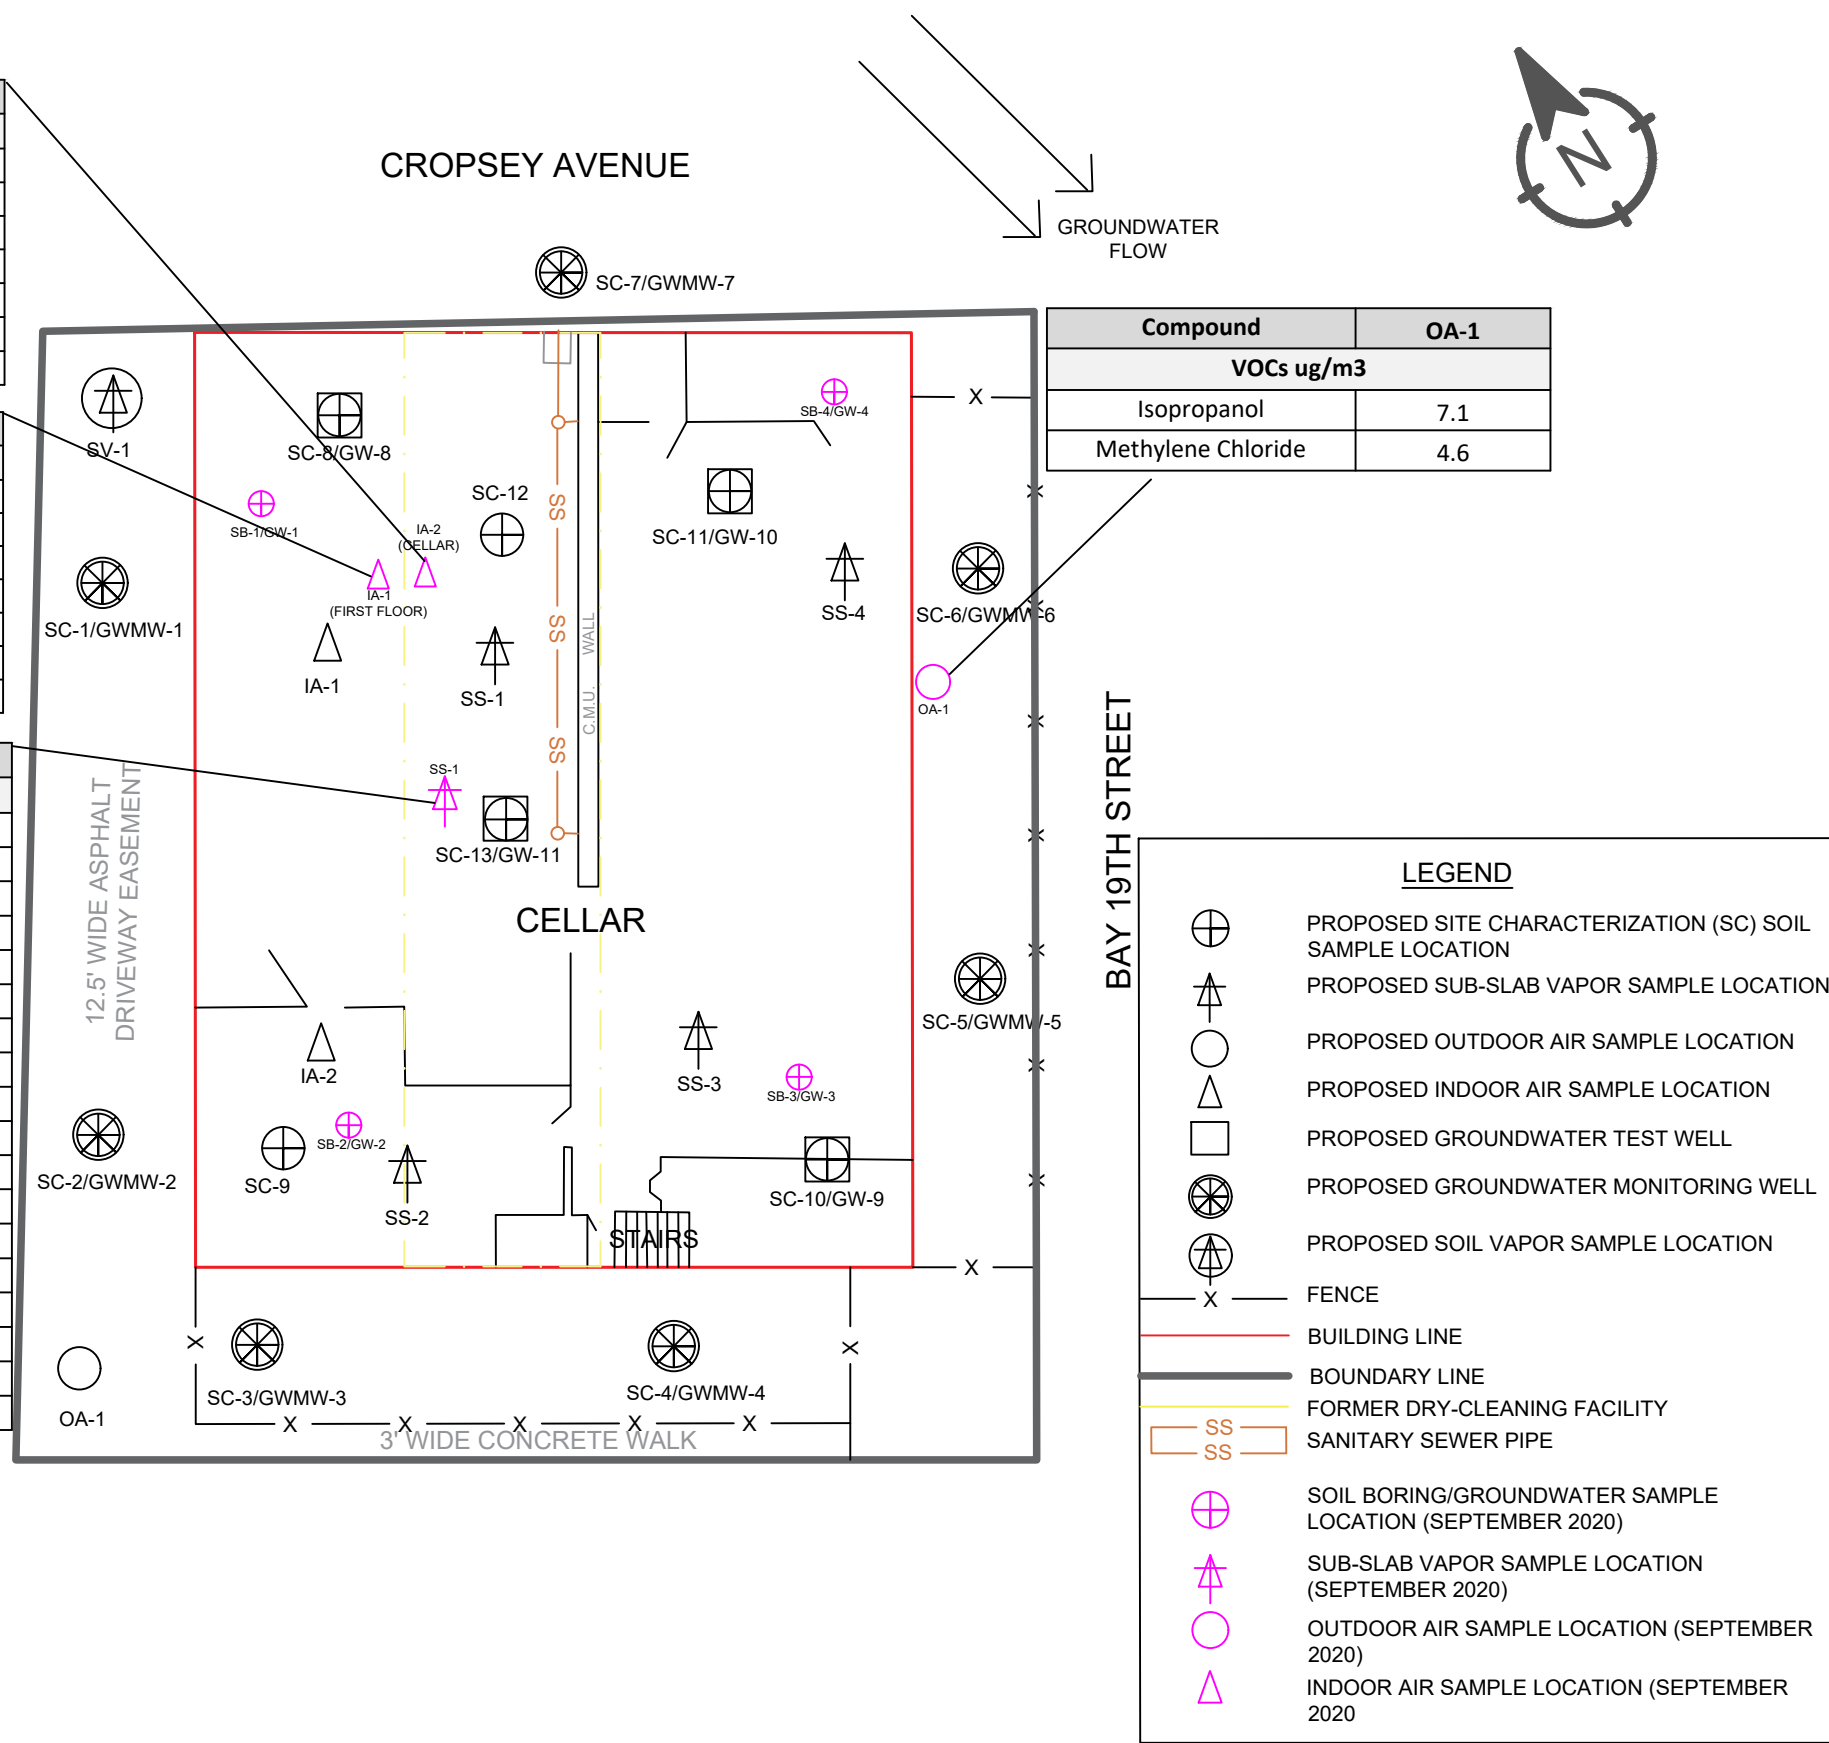 CROPSEY AVENUE
N
GROUNDWATER
FLOW
SC-7/GWMW-7
Compound OA-1
VOCs ug/m3
Isopropanol 7.1
Methylene Chloride 4.6
X
SV-1
SC-8/GW-8
SB-4/GW-4
SB-1/GW-1
SC-12
SS
SC-11/GW-10
IA-2
(CELLAR)
IA-1
(FIRST FLOOR)
SC-1/GWMW-1
SS-4
SC-6/GWMW-6
SS
C.M.U. WALL
IA-1
SS-1
OA-1
SS
SS-1
SC-13/GW-11
12.5' WIDE ASPHALT
DRIVEWAY EASEMENT
CELLAR
BAY 19TH STREET
SC-5/GWMW-5
IA-2
SS-3
SB-3/GW-3
SB-2/GW-2
SC-2/GWMW-2
SC-9
SS-2
SC-10/GW-9
STAIRS
X
X
X
SC-3/GWMW-3
SC-4/GWMW-4
OA-1
X X X X X
3' WIDE CONCRETE WALK
X
X
X
X
X
X
X
LEGEND
PROPOSED SITE CHARACTERIZATION (SC) SOIL
SAMPLE LOCATION
PROPOSED SUB-SLAB VAPOR SAMPLE LOCATION
PROPOSED OUTDOOR AIR SAMPLE LOCATION
PROPOSED INDOOR AIR SAMPLE LOCATION
PROPOSED GROUNDWATER TEST WELL
PROPOSED GROUNDWATER MONITORING WELL
PROPOSED SOIL VAPOR SAMPLE LOCATION
X FENCE
BUILDING LINE
BOUNDARY LINE
FORMER DRY-CLEANING FACILITY
SS
SS
SANITARY SEWER PIPE
SOIL BORING/GROUNDWATER SAMPLE
LOCATION (SEPTEMBER 2020)
SUB-SLAB VAPOR SAMPLE LOCATION
(SEPTEMBER 2020)
OUTDOOR AIR SAMPLE LOCATION (SEPTEMBER
2020)
INDOOR AIR SAMPLE LOCATION (SEPTEMBER
2020